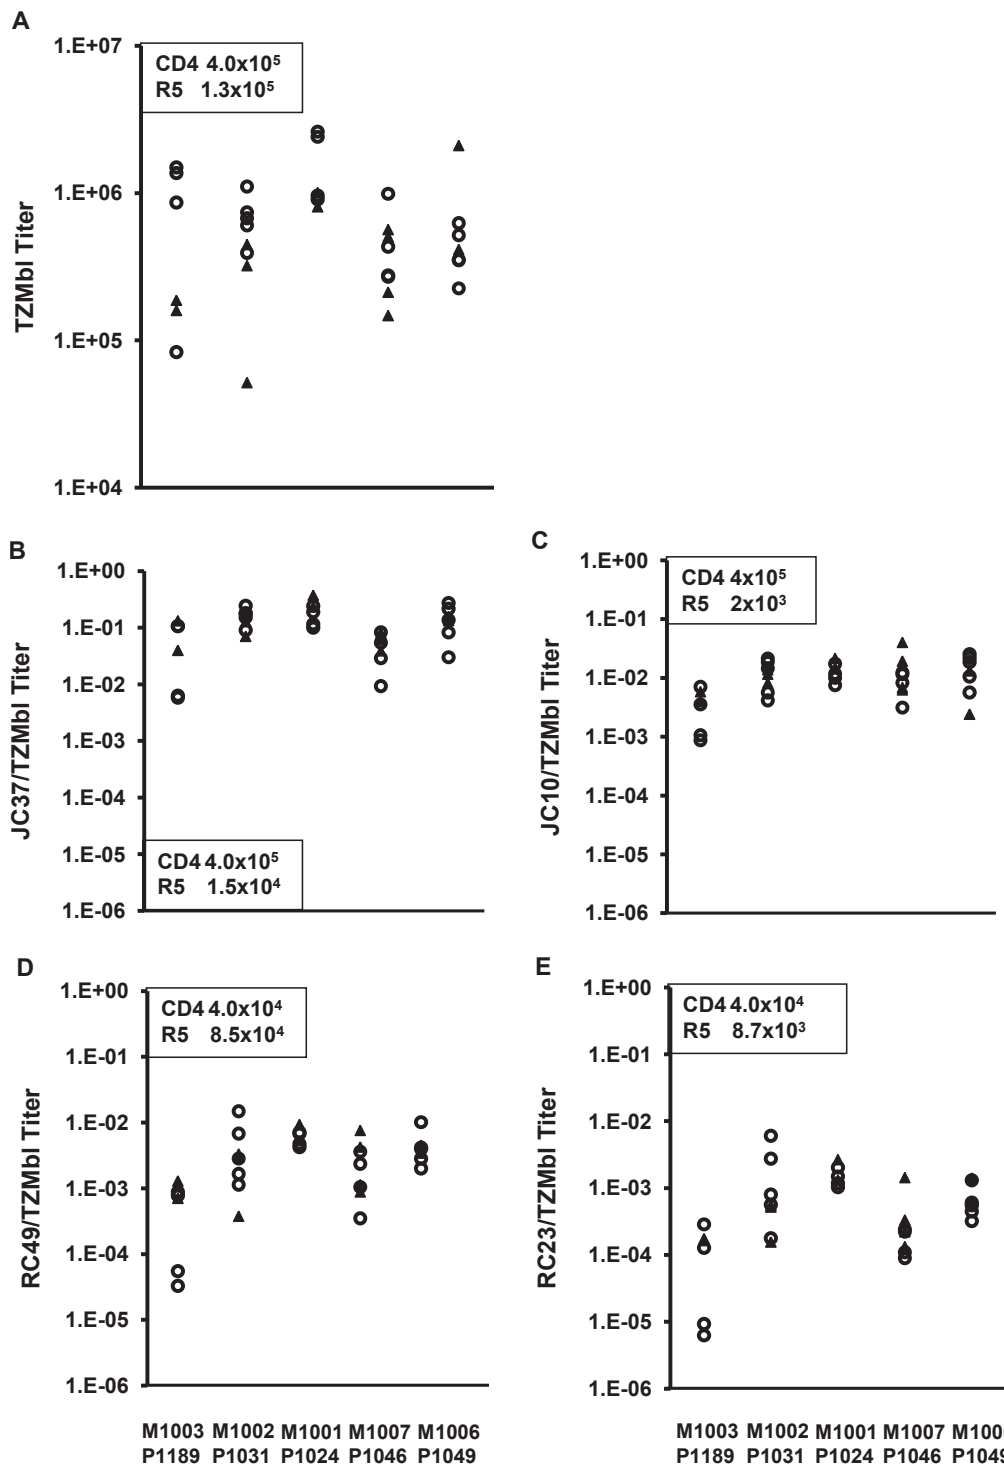 A
1.E+07
CD4 4.0x10⁵
R5 1.3x10⁵
1.E+06
TZMbl Titer
1.E+05
1.E+04
B
1.E+00
1.E-01
1.E-02
1.E-03
JC37/TZMbl Titer
1.E-04
1.E-05
CD4 4.0x10⁵
R5 1.5x10⁴
1.E-06
C
1.E+00
CD4 4x10⁵
R5 2x10³
1.E-01
1.E-02
1.E-03
JC10/TZMbl Titer
1.E-04
1.E-05
1.E-06
D
1.E+00
CD4 4.0x10⁴
R5 8.5x10⁴
1.E-01
1.E-02
1.E-03
RC49/TZMbl Titer
1.E-04
1.E-05
1.E-06
M1003 M1002 M1001 M1007 M1006
P1189 P1031 P1024 P1046 P1049
E
1.E+00
CD4 4.0x10⁴
R5 8.7x10³
1.E-01
1.E-02
1.E-03
RC23/TZMbl Titer
1.E-04
1.E-05
1.E-06
M1003 M1002 M1001 M1007
P1189 P1031 P1024 P1046 P1049